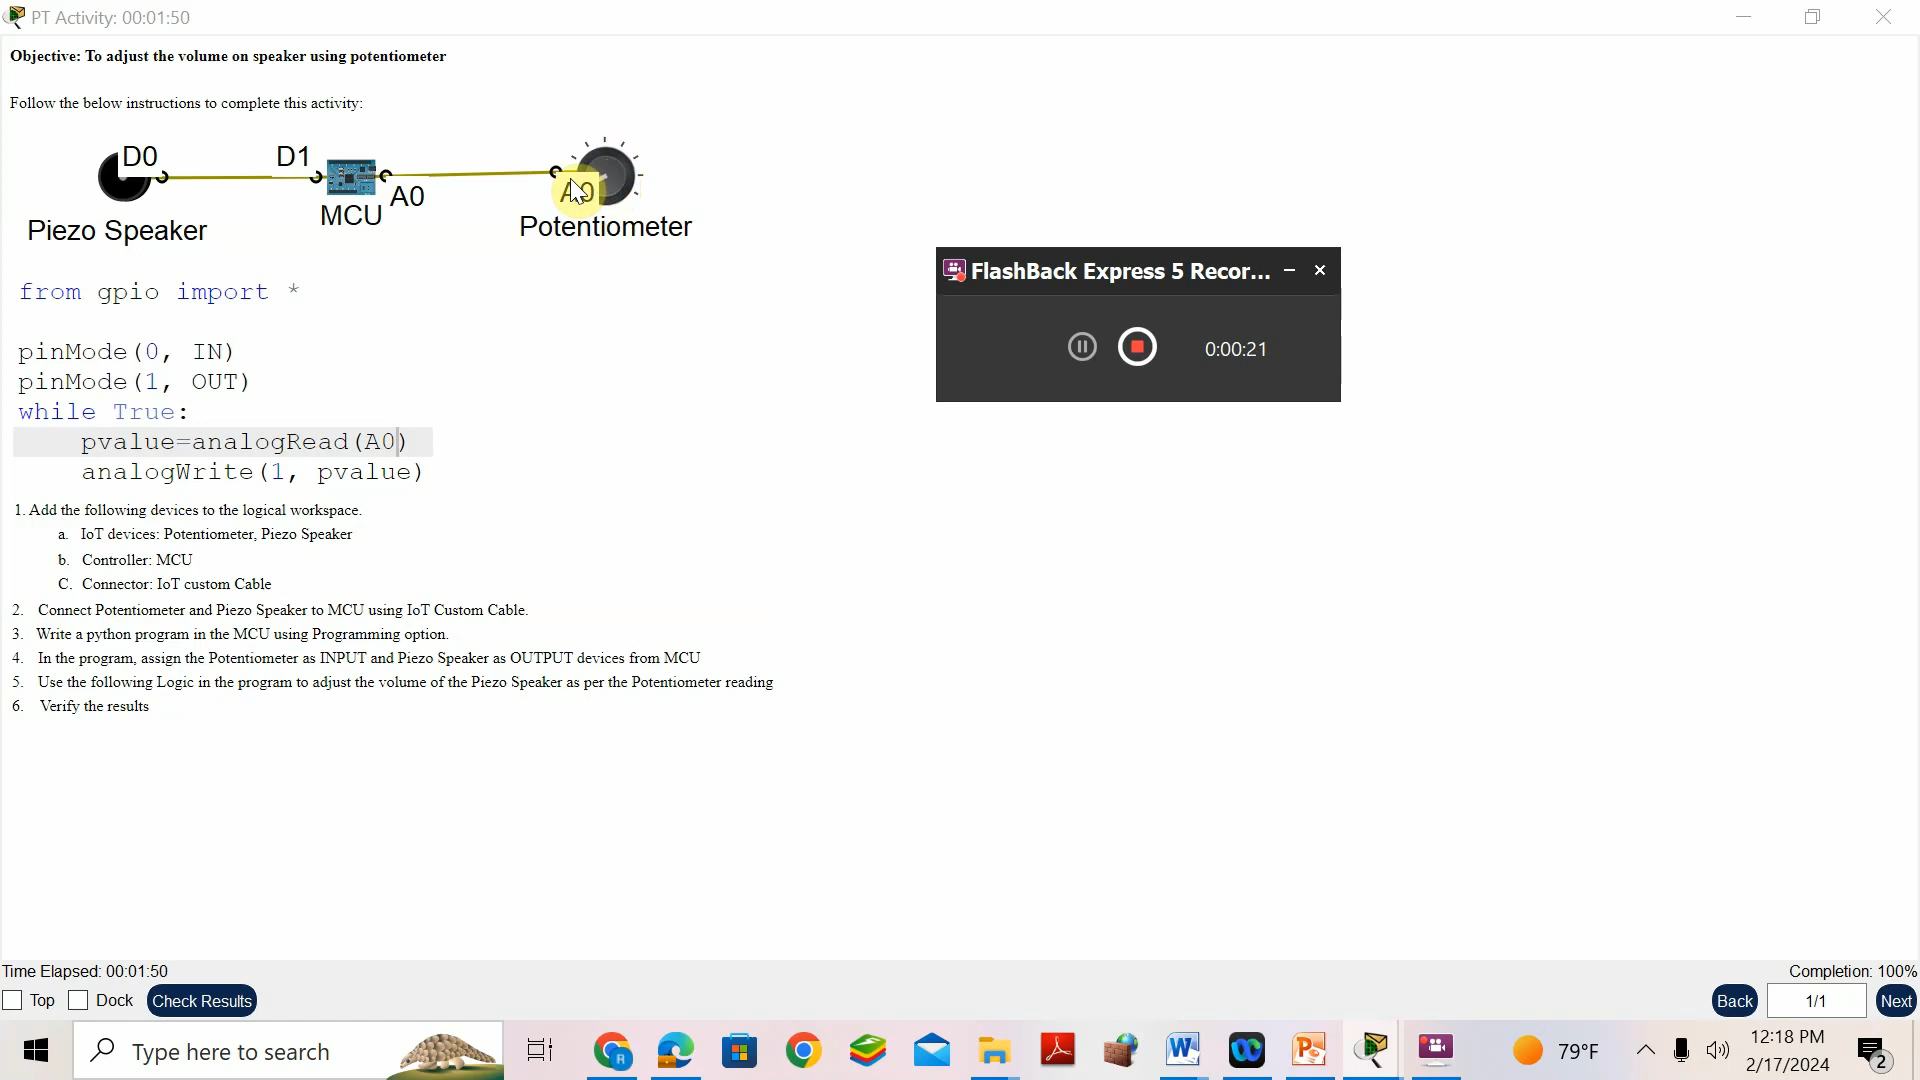 PT Activity: 00:01:50
Objective: To adjust the volume on speaker using potentiometer
Follow the below instructions to complete this activity:
D0 D1
A0 A0
Piezo Speaker MCU Potentiometer
FlashBack Express 5 Recor...
0:00:21
from gpio import *
pinMode(0, IN)
pinMode(1, OUT)
while True:
pvalue=analogRead(A0)
analogWrite(1, pvalue)
1. Add the following devices to the logical workspace.
a. IoT devices: Potentiometer, Piezo Speaker
b. Controller: MCU
C. Connector: IoT custom Cable
2. Connect Potentiometer and Piezo Speaker to MCU using IoT Custom Cable.
3. Write a python program in the MCU using Programming option.
4. In the program, assign the Potentiometer as INPUT and Piezo Speaker as OUTPUT devices from MCU
5. Use the following Logic in the program to adjust the volume of the Piezo Speaker as per the Potentiometer reading
6. Verify the results
Time Elapsed: 00:01:50 Completion: 100%
Top Dock Check Results Back 1/1 Next
Type here to search
79°F
12:18 PM
2/17/2024
2